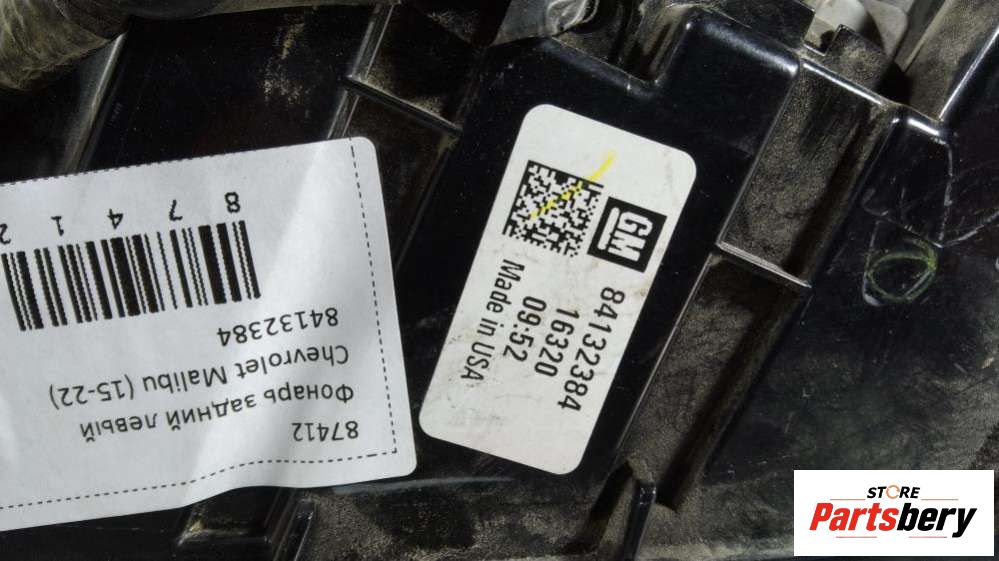 87412
Фонарь задний левый
Chevrolet Malibu (15-22)
84132384
8 7 4 1 2
GM
84132384
16320
09:52
Made in USA
STORE
Partsbery